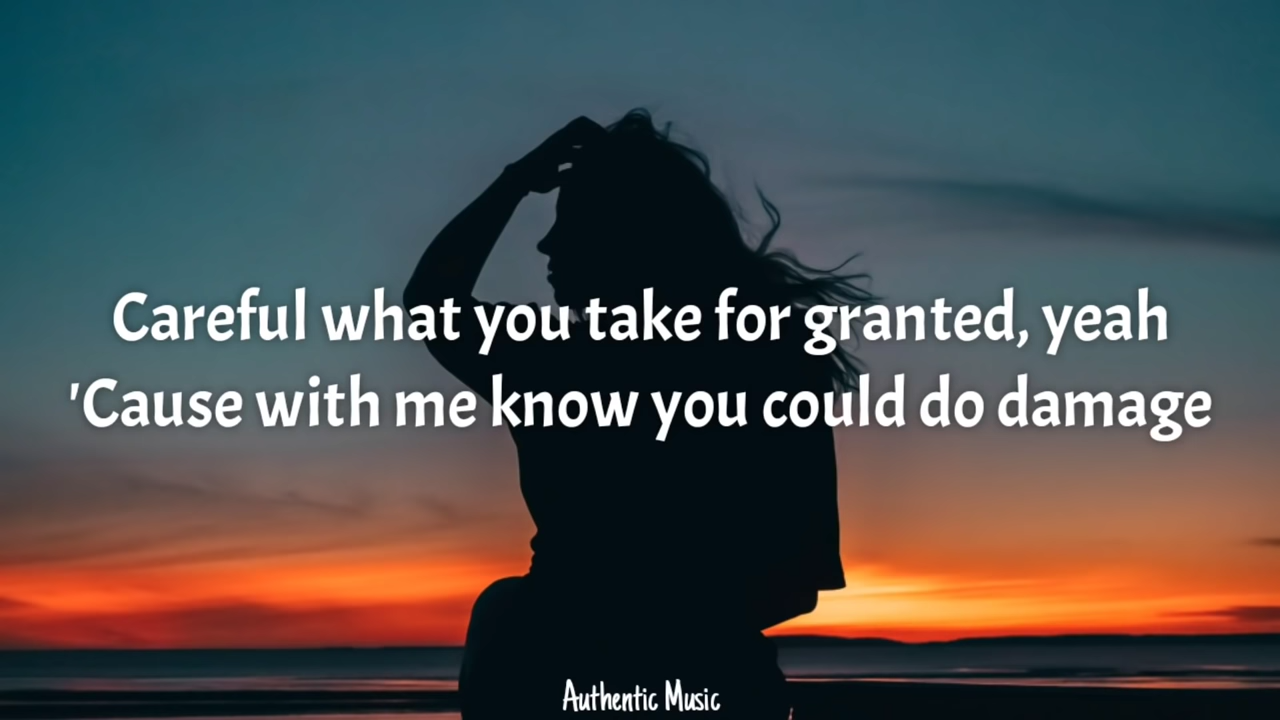 Careful what you take for granted, yeah
'Cause with me know you could do damage
Authentic Music